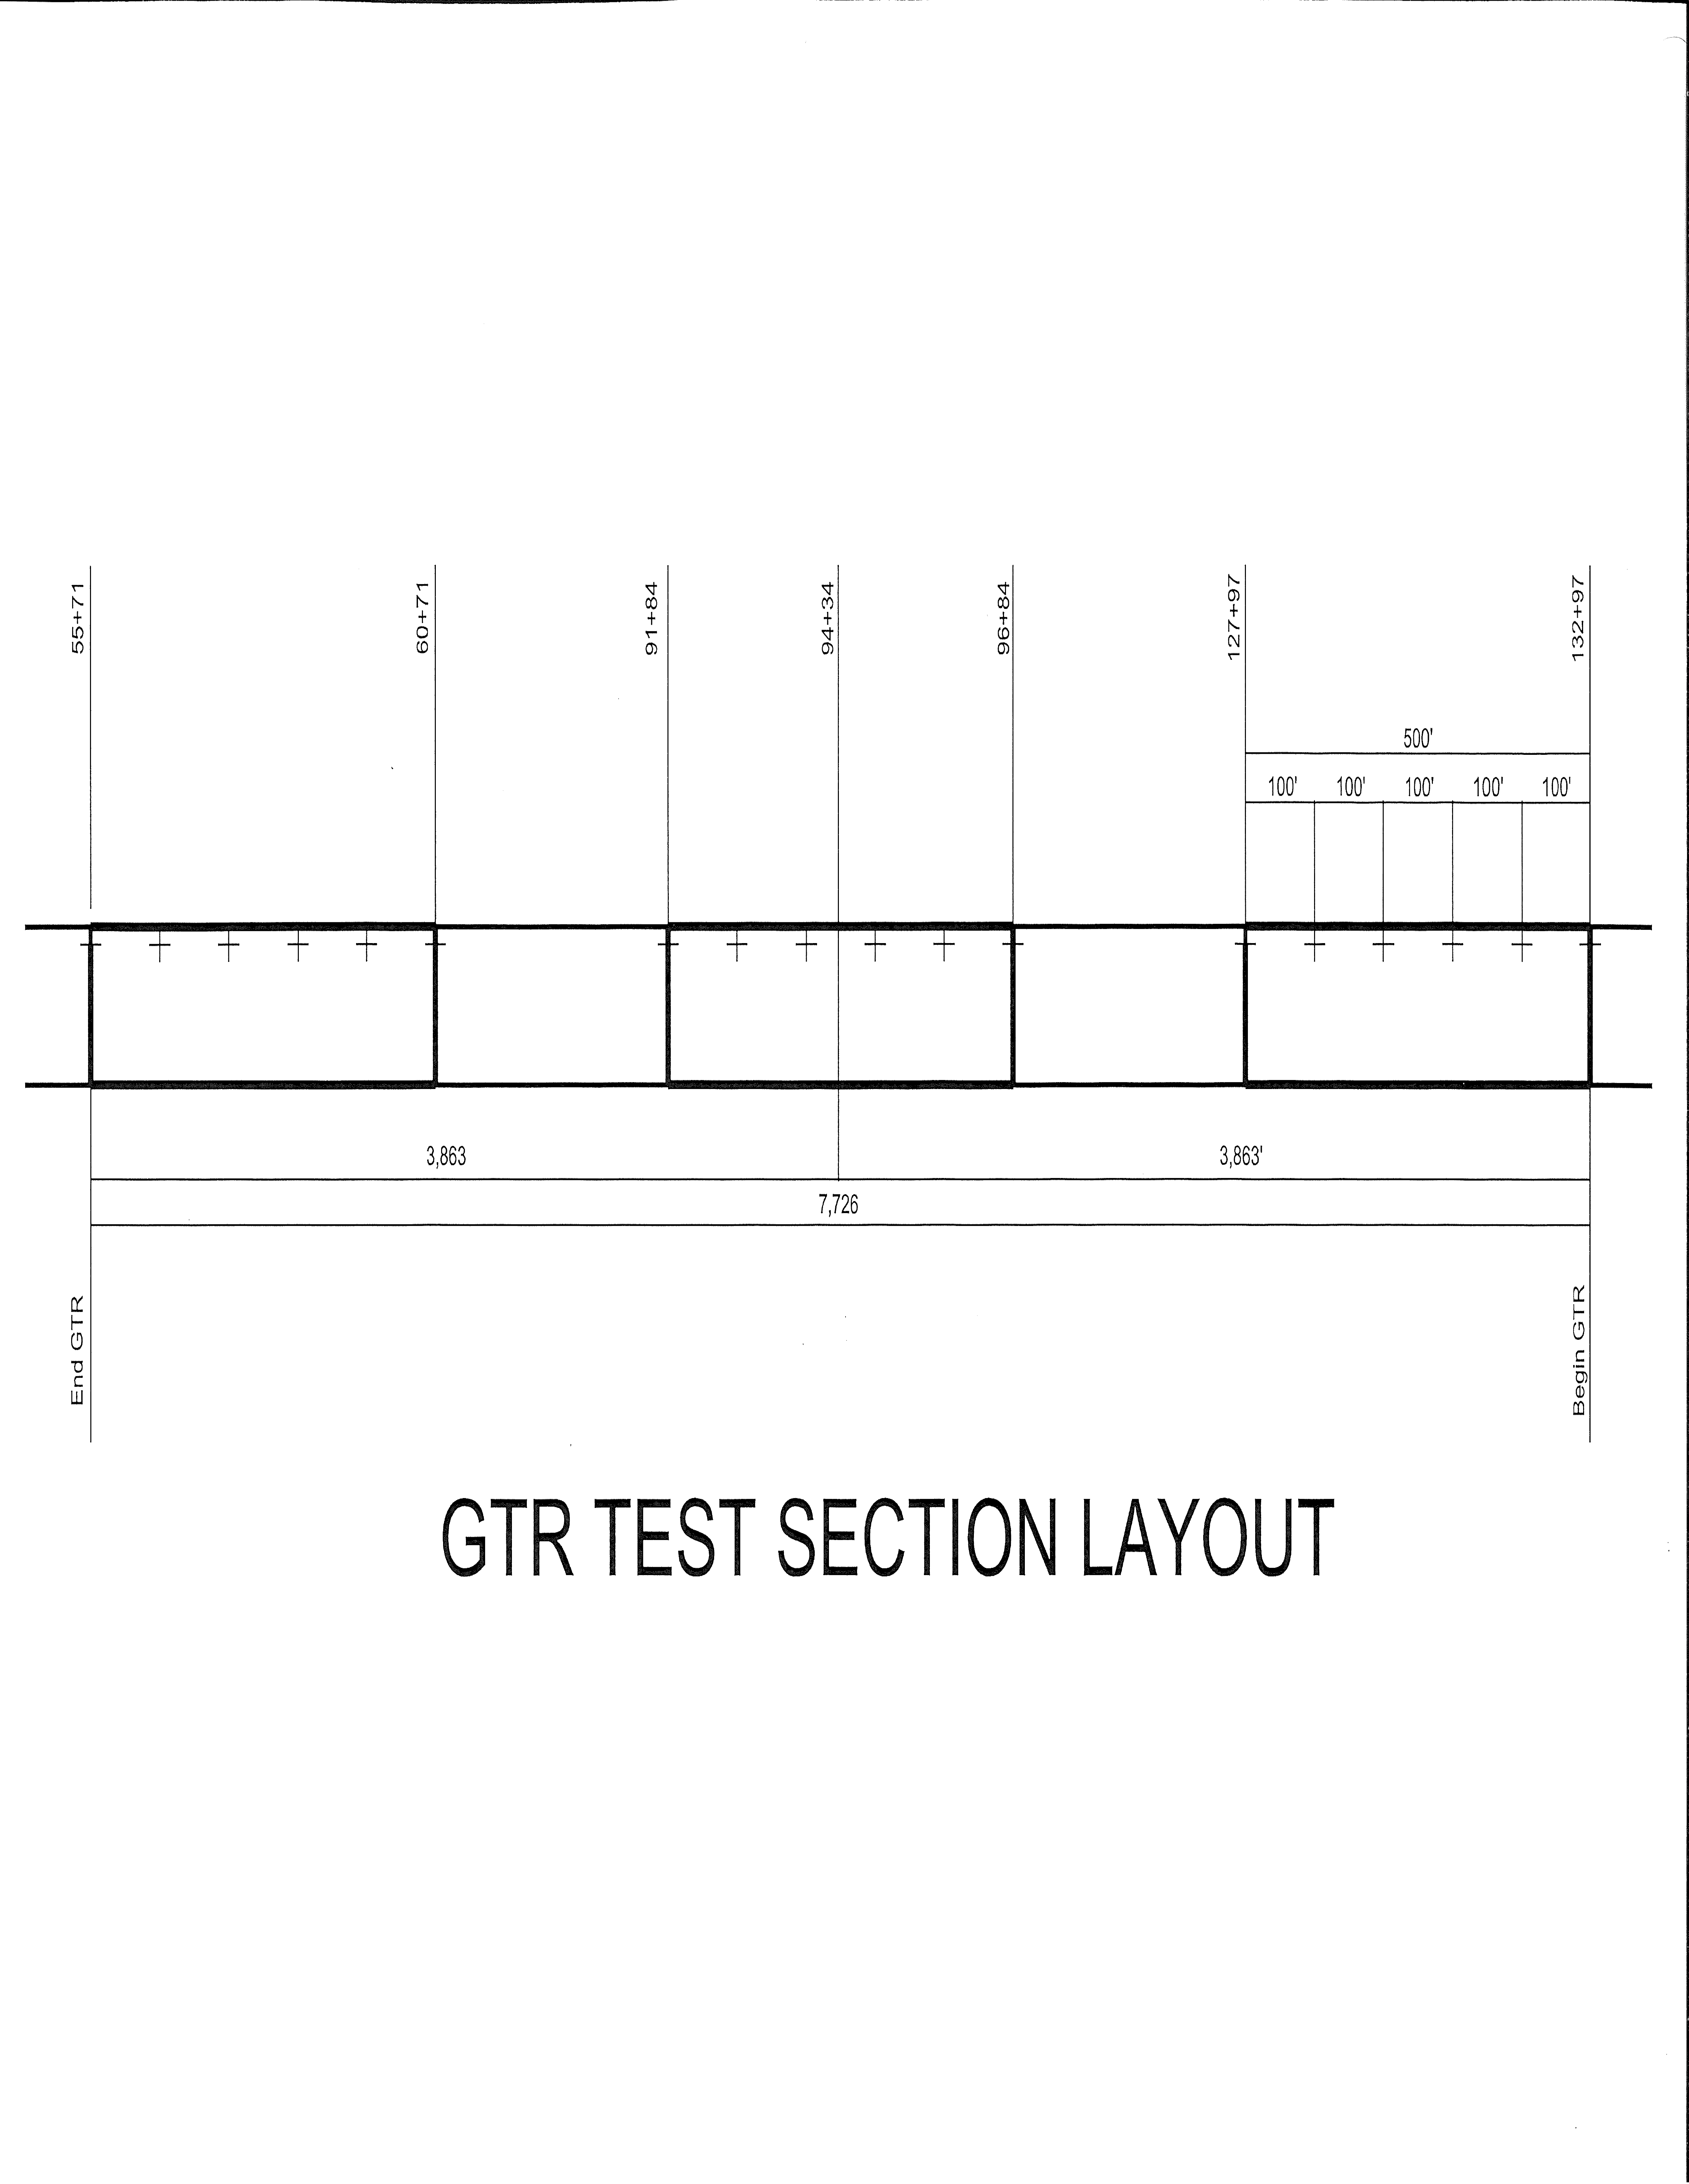 55+71
60+71
91+84
94+34
96+84
127+97
132+97
500'
100' 100' 100' 100' 100'
3,863 3,863'
7,726
End GTR
Begin GTR
GTR TEST SECTION LAYOUT